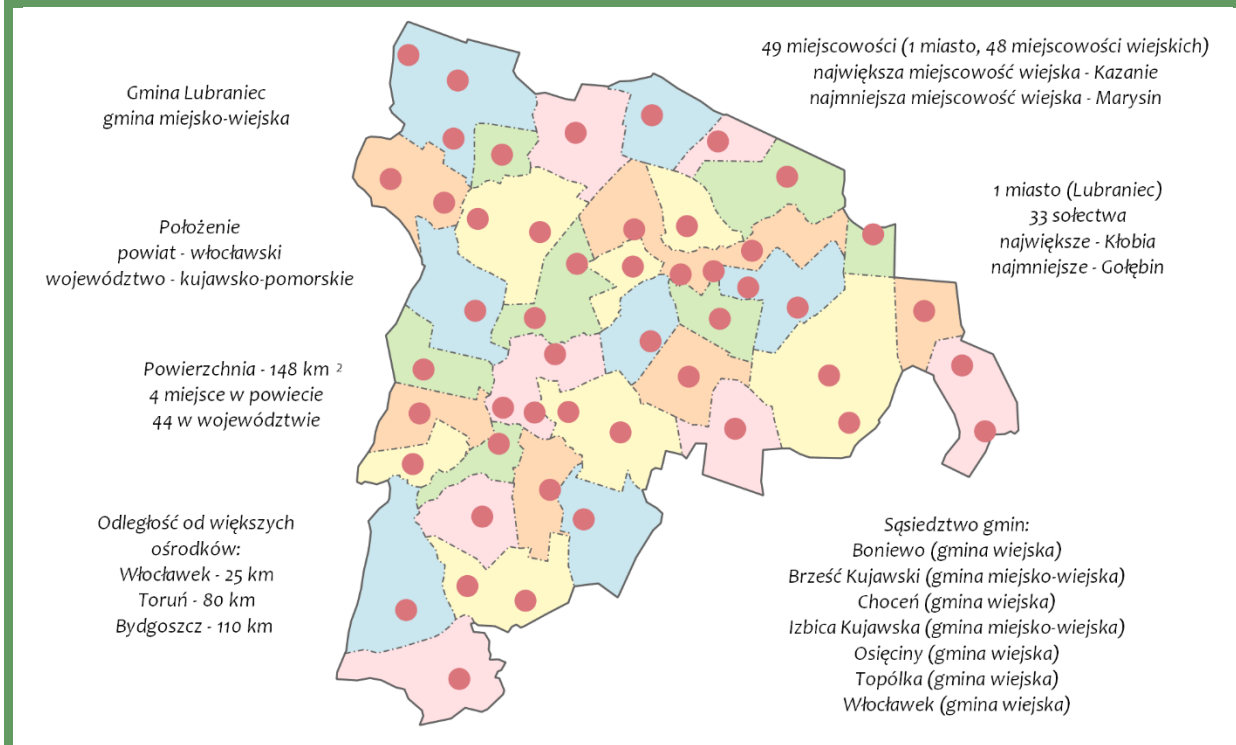 Gmina Lubraniec
gmina miejsko-wiejska
Położenie
powiat - włocławski
województwo - kujawsko-pomorskie
Powierzchnia - 148 km ²
4 miejsce w powiecie
44 w województwie
Odległość od większych
ośrodków:
Włocławek - 25 km
Toruń - 80 km
Bydgoszcz - 110 km
49 miejscowości (1 miasto, 48 miejscowości wiejskich)
największa miejscowość wiejska - Kazanie
najmniejsza miejscowość wiejska - Marysin
1 miasto (Lubraniec)
33 sołectwa
największe - Kłobia
najmniejsze - Gołębin
Sąsiedztwo gmin:
Boniewo (gmina wiejska)
Brześć Kujawski (gmina miejsko-wiejska)
Choceń (gmina wiejska)
Izbica Kujawska (gmina miejsko-wiejska)
Osięciny (gmina wiejska)
Topólka (gmina wiejska)
Włocławek (gmina wiejska)